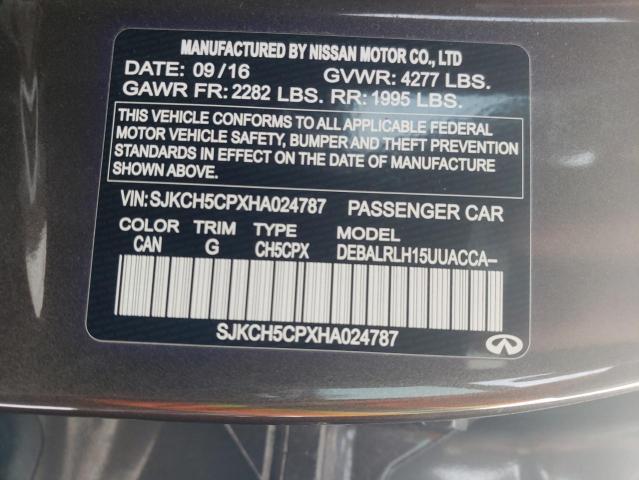 MANUFACTURED BY NISSAN MOTOR CO., LTD
DATE: 09/16 GVWR: 4277 LBS.
GAWR FR: 2282 LBS. RR: 1995 LBS.
THIS VEHICLE CONFORMS TO ALL APPLICABLE FEDERAL
MOTOR VEHICLE SAFETY, BUMPER AND THEFT PREVENTION
STANDARDS IN EFFECT ON THE DATE OF MANUFACTURE
SHOWN ABOVE.
VIN:SJKCH5CPXHA024787 PASSENGER CAR
COLOR TRIM TYPE MODEL
CAN G CH5CPX DEBALRLH15UUACCA-
SJKCH5CPXHA024787